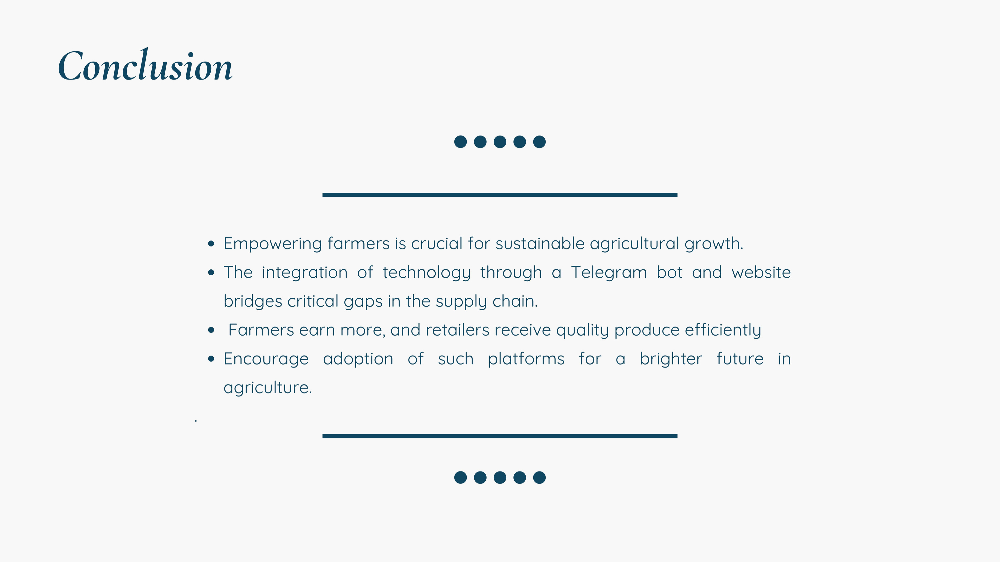 Conclusion
• Empowering farmers is crucial for sustainable agricultural growth.
• The integration of technology through a Telegram bot and website
bridges critical gaps in the supply chain.
• Farmers earn more, and retailers receive quality produce efficiently
• Encourage adoption of such platforms for a brighter future in
agriculture.
.